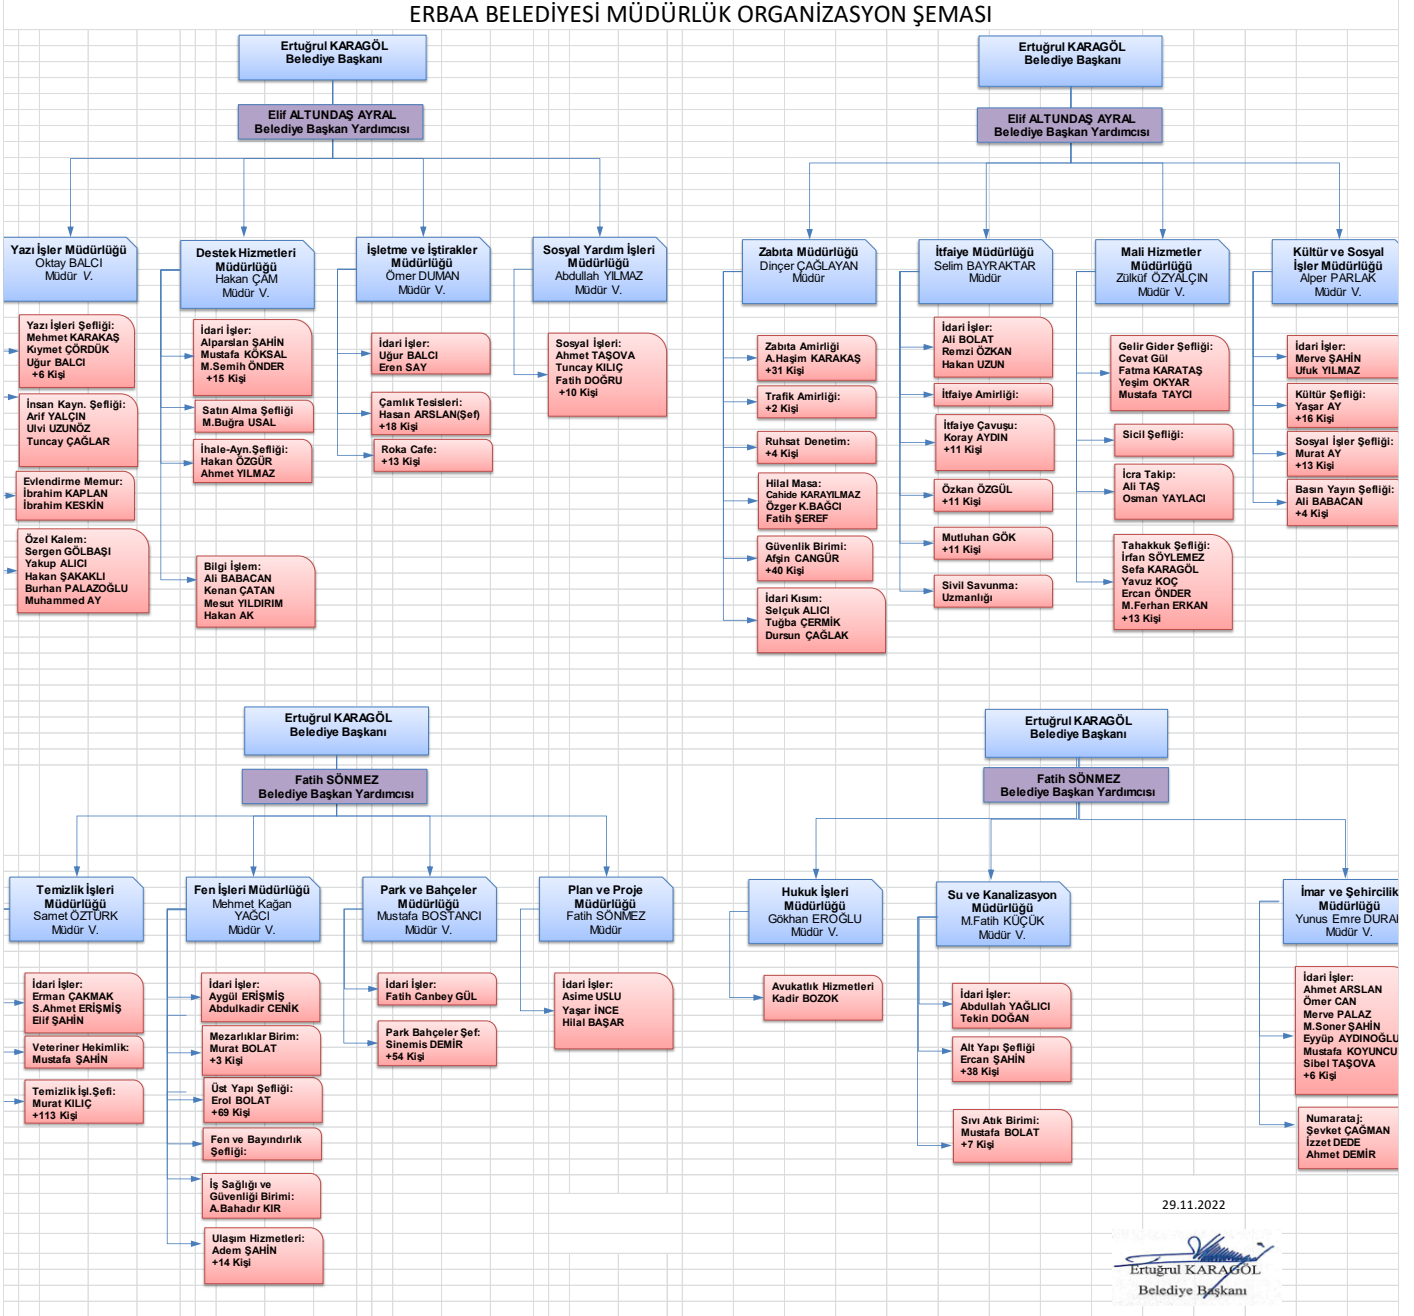 ERBAA BELEDİYESİ MÜDÜRLÜK ORGANİZASYON ŞEMASI
Ertuğrul KARAGÖL
Belediye Başkanı
Elif ALTUNDAŞ AYRAL
Belediye Başkan Yardımcısı
Yazı İşler Müdürlüğü
Oktay BALCI
Müdür V.
Yazı İşleri Şefliği:
Mehmet KARAKAŞ
Kıymet ÇÖRDÜK
Uğur BALCI
+6 Kişi
İnsan Kayn. Şefliği:
Arif YALÇIN
Ulvi UZUNÖZ
Tuncay ÇAĞLAR
Evlendirme Memur:
İbrahim KAPLAN
İbrahim KESKİN
Özel Kalem:
Sergen GÖLBAŞI
Yakup ALICI
Hakan ŞAKAKLI
Burhan PALAZOĞLU
Muhammed AY
Destek Hizmetleri
Müdürlüğü
Hakan ÇAM
Müdür V.
İdari İşler:
Alparslan ŞAHİN
Mustafa KÖKSAL
M.Semih ÖNDER
+15 Kişi
Satın Alma Şefliği
M.Buğra USAL
İhale-Ayn.Şefliği:
Hakan ÖZGÜR
Ahmet YILMAZ
Bilgi İşlem:
Ali BABACAN
Kenan ÇATAN
Mesut YILDIRIM
Hakan AK
İşletme ve İştirakler
Müdürlüğü
Ömer DUMAN
Müdür V.
İdari İşler:
Uğur BALCI
Eren SAY
Çamlık Tesisleri:
Hasan ARSLAN(Şef)
+18 Kişi
Roka Cafe:
+13 Kişi
Sosyal Yardım İşleri
Müdürlüğü
Abdullah YILMAZ
Müdür V.
Sosyal İşleri:
Ahmet TAŞOVA
Tuncay KILIÇ
Fatih DOĞRU
+10 Kişi
Ertuğrul KARAGÖL
Belediye Başkanı
Elif ALTUNDAŞ AYRAL
Belediye Başkan Yardımcısı
Zabıta Müdürlüğü
Dinçer ÇAĞLAYAN
Müdür
Zabıta Amirliği
A.Haşim KARAKAŞ
+31 Kişi
Trafik Amirliği:
+2 Kişi
Ruhsat Denetim:
+4 Kişi
Hilal Masa:
Cahide KARAYILMAZ
Özger K.BAĞCI
Fatih ŞEREF
Güvenlik Birimi:
Afşin CANGÜR
+40 Kişi
İdari Kısım:
Selçuk ALICI
Tuğba ÇERMİK
Dursun ÇAĞLAK
İtfaiye Müdürlüğü
Selim BAYRAKTAR
Müdür
İdari İşler:
Ali BOLAT
Remzi ÖZKAN
Hakan UZUN
İtfaiye Amirliği:
İtfaiye Çavuşu:
Koray AYDIN
+11 Kişi
Özkan ÖZGÜL
+11 Kişi
Mutluhan GÖK
+11 Kişi
Sivil Savunma:
Uzmanlığı
Mali Hizmetler
Müdürlüğü
Zülküf ÖZYALÇIN
Müdür V.
Gelir Gider Şefliği:
Cevat Gül
Fatma KARATAŞ
Yeşim OKYAR
Mustafa TAYCI
Sicil Şefliği:
İcra Takip:
Ali TAŞ
Osman YAYLACI
Tahakkuk Şefliği:
İrfan SÖYLEMEZ
Sefa KARAGÖL
Yavuz KOÇ
Ercan ÖNDER
M.Ferhan ERKAN
+13 Kişi
Kültür ve Sosyal
İşler Müdürlüğü
Alper PARLAK
Müdür V.
İdari İşler:
Merve ŞAHİN
Ufuk YILMAZ
Kültür Şefliği:
Yaşar AY
+16 Kişi
Sosyal İşler Şefliği:
Murat AY
+13 Kişi
Basın Yayın Şefliği:
Ali BABACAN
+4 Kişi
Ertuğrul KARAGÖL
Belediye Başkanı
Fatih SÖNMEZ
Belediye Başkan Yardımcısı
Temizlik İşleri
Müdürlüğü
Samet ÖZTÜRK
Müdür V.
İdari İşler:
Erman ÇAKMAK
S.Ahmet ERİŞMİŞ
Elif ŞAHİN
Veteriner Hekimlik:
Mustafa ŞAHİN
Temizlik İşl.Şefi:
Murat KILIÇ
+113 Kişi
Fen İşleri Müdürlüğü
Mehmet Kağan
YAĞCI
Müdür V.
İdari İşler:
Aygül ERİŞMİŞ
Abdulkadir CENİK
Mezarlıklar Birim:
Murat BOLAT
+3 Kişi
Üst Yapı Şefliği:
Erol BOLAT
+69 Kişi
Fen ve Bayındırlık
Şefliği:
İş Sağlığı ve
Güvenliği Birimi:
A.Bahadır KIR
Ulaşım Hizmetleri:
Adem ŞAHİN
+14 Kişi
Park ve Bahçeler
Müdürlüğü
Mustafa BOSTANCI
Müdür V.
İdari İşler:
Fatih Canbey GÜL
Park Bahçeler Şef:
Sinemis DEMİR
+54 Kişi
Plan ve Proje
Müdürlüğü
Fatih SÖNMEZ
Müdür
İdari İşler:
Asime USLU
Yaşar İNCE
Hilal BAŞAR
Ertuğrul KARAGÖL
Belediye Başkanı
Fatih SÖNMEZ
Belediye Başkan Yardımcısı
Hukuk İşleri
Müdürlüğü
Gökhan EROĞLU
Müdür V.
Avukatlık Hizmetleri
Kadir BOZOK
Su ve Kanalizasyon
Müdürlüğü
M.Fatih KÜÇÜK
Müdür V.
İdari İşler:
Abdullah YAĞLICI
Tekin DOĞAN
Alt Yapı Şefliği
Ercan ŞAHİN
+38 Kişi
Sıvı Atık Birimi:
Mustafa BOLAT
+7 Kişi
İmar ve Şehircilik
Müdürlüğü
Yunus Emre DURAK
Müdür V.
İdari İşler:
Ahmet ARSLAN
Ömer CAN
Merve PALAZ
M.Soner ŞAHİN
Eyyüp AYDINOĞLU
Mustafa KOYUNCU
Sibel TAŞOVA
+6 Kişi
Numarataj:
Şevket ÇAĞMAN
İzzet DEDE
Ahmet DEMİR
29.11.2022
Ertuğrul KARAGÖL
Belediye Başkanı